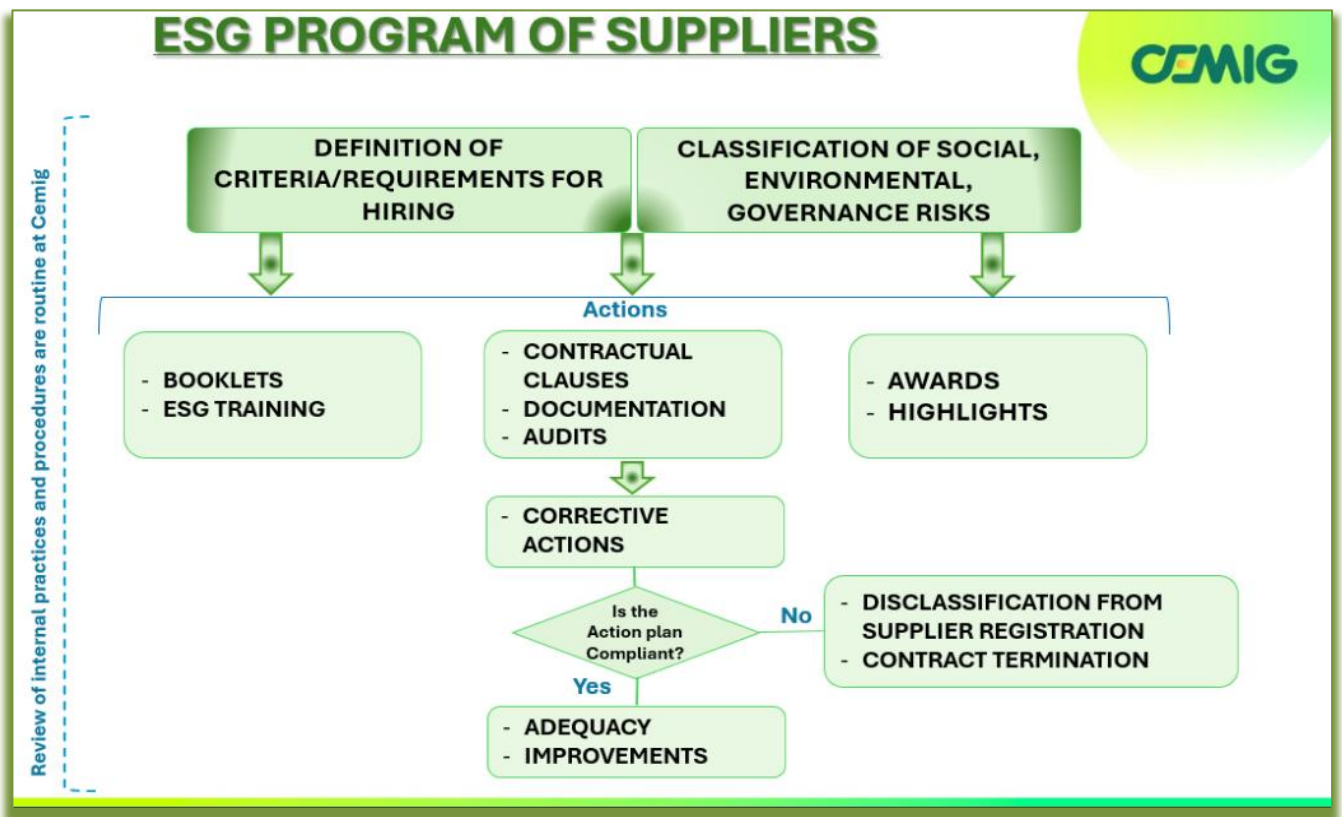 ESG PROGRAM OF SUPPLIERS
CEMIG
Review of internal practices and procedures are routine at Cemig
DEFINITION OF
CRITERIA/REQUIREMENTS FOR
HIRING
CLASSIFICATION OF SOCIAL,
ENVIRONMENTAL,
GOVERNANCE RISKS
Actions
- BOOKLETS
- ESG TRAINING
- CONTRACTUAL
CLAUSES
- DOCUMENTATION
- AUDITS
- AWARDS
- HIGHLIGHTS
- CORRECTIVE
ACTIONS
Is the
Action plan
Compliant?
No
- DISCLASSIFICATION FROM
SUPPLIER REGISTRATION
- CONTRACT TERMINATION
Yes
- ADEQUACY
- IMPROVEMENTS